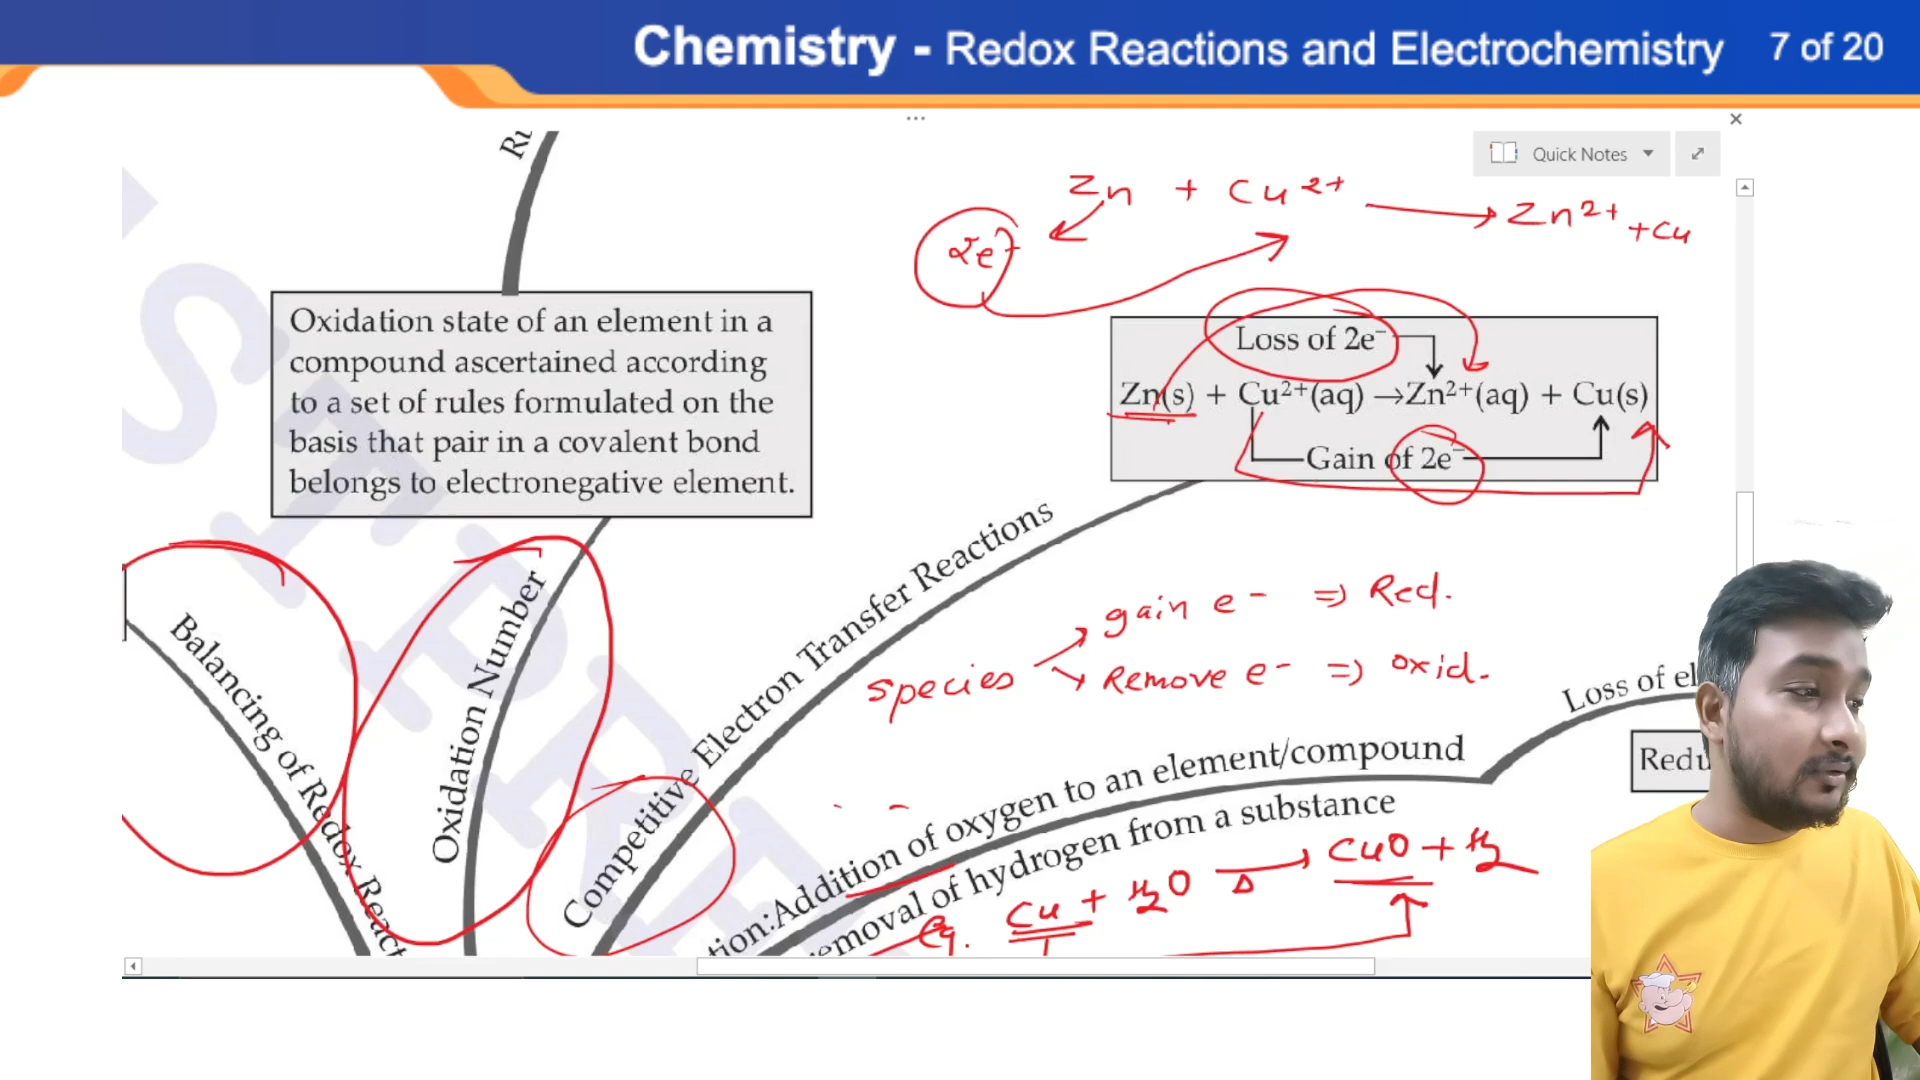 Chemistry - Redox Reactions and Electrochemistry 7 of 20
Quick Notes
Zn + Cu²⁺ → Zn²⁺ + Cu
2e⁻
Oxidation state of an element in a
compound ascertained according
to a set of rules formulated on the
basis that pair in a covalent bond
belongs to electronegative element.
Loss of 2e⁻
Zn(s) + Cu²⁺(aq) →Zn²⁺(aq) + Cu(s)
Gain of 2e⁻
Balancing of Redox React
Oxidation Number
Competitive Electron Transfer Reactions
species
gain e⁻ ⇒ Red.
Remove e⁻ ⇒ oxid.
Loss of el
Redu
tion:Addition of oxygen to an element/compound
emoval of hydrogen from a substance
eg. Cu + H₂O →Δ CuO + H₂